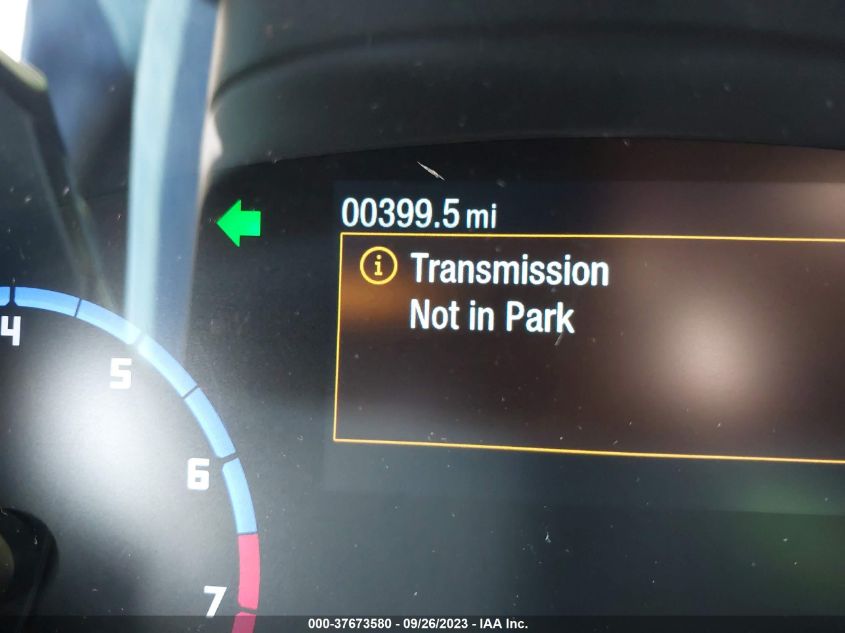 00399.5 mi
Transmission
Not in Park
4
5
6
7
000-37673580 - 09/26/2023 - IAA Inc.